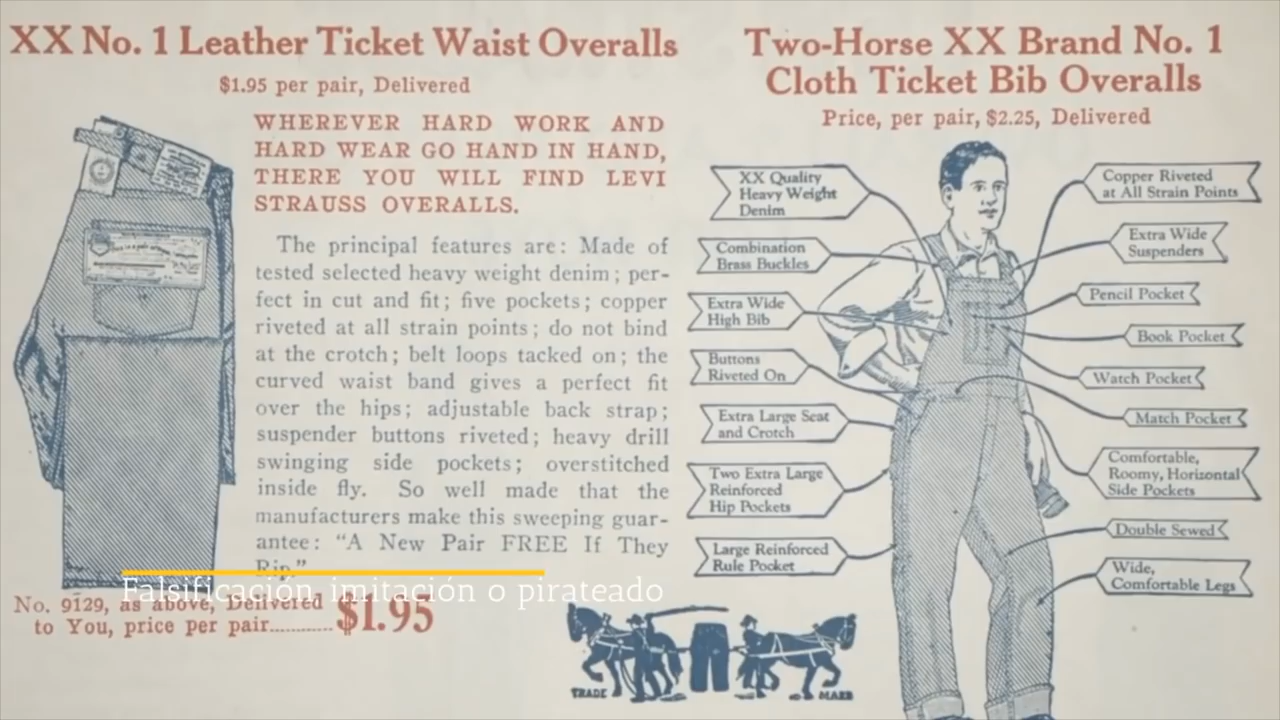 XX No. 1 Leather Ticket Waist Overalls
$1.95 per pair, Delivered
WHEREVER HARD WORK AND
HARD WEAR GO HAND IN HAND,
THERE YOU WILL FIND LEVI
STRAUSS OVERALLS.
The principal features are: Made of
tested selected heavy weight denim; per-
fect in cut and fit; five pockets; copper
riveted at all strain points; do not bind
at the crotch; belt loops tacked on; the
curved waist band gives a perfect fit
over the hips; adjustable back strap;
suspender buttons riveted; heavy drill
swinging side pockets; overstitched
inside fly. So well made that the
manufacturers make this sweeping guar-
antee: "A New Pair FREE If They
Rip."
Falsificación, imitación o pirateado
No. 9129, as above, Delivered
to You, price per pair............ $1.95
Two-Horse XX Brand No. 1
Cloth Ticket Bib Overalls
Price, per pair, $2.25, Delivered
XX Quality
Heavy Weight
Denim
Combination
Brass Buckles
Extra Wide
High Bib
Buttons
Riveted On
Extra Large Seat
and Crotch
Two Extra Large
Reinforced
Hip Pockets
Large Reinforced
Rule Pocket
Copper Riveted
at All Strain Points
Extra Wide
Suspenders
Pencil Pocket
Book Pocket
Watch Pocket
Match Pocket
Comfortable,
Roomy, Horizontal
Side Pockets
Double Sewed
Wide,
Comfortable Legs
TRADE MARK